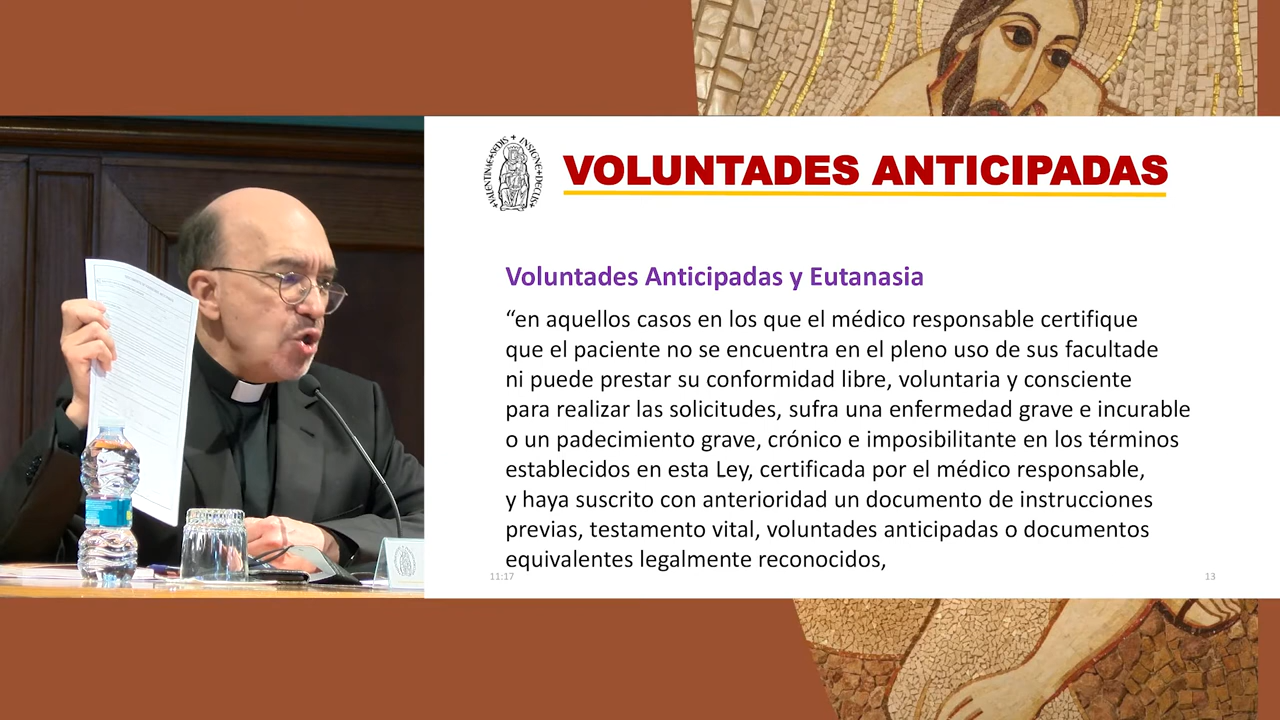 VALENTINAE + SEDIS + INSIGNE + DECUS +
VOLUNTADES ANTICIPADAS
Voluntades Anticipadas y Eutanasia
“en aquellos casos en los que el médico responsable certifique
que el paciente no se encuentra en el pleno uso de sus facultade
ni puede prestar su conformidad libre, voluntaria y consciente
para realizar las solicitudes, sufra una enfermedad grave e incurable
o un padecimiento grave, crónico e imposibilitante en los términos
establecidos en esta Ley, certificada por el médico responsable,
y haya suscrito con anterioridad un documento de instrucciones
previas, testamento vital, voluntades anticipadas o documentos
equivalentes legalmente reconocidos,
11:17
13